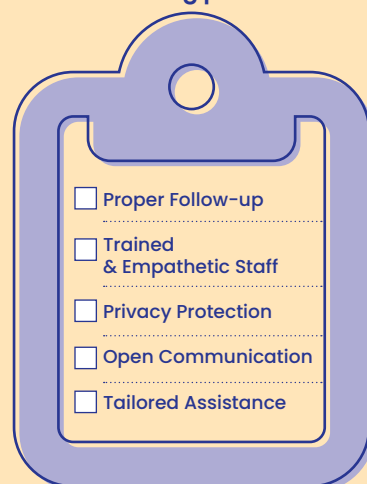 Proper Follow-up
Trained
& Empathetic Staff
Privacy Protection
Open Communication
Tailored Assistance